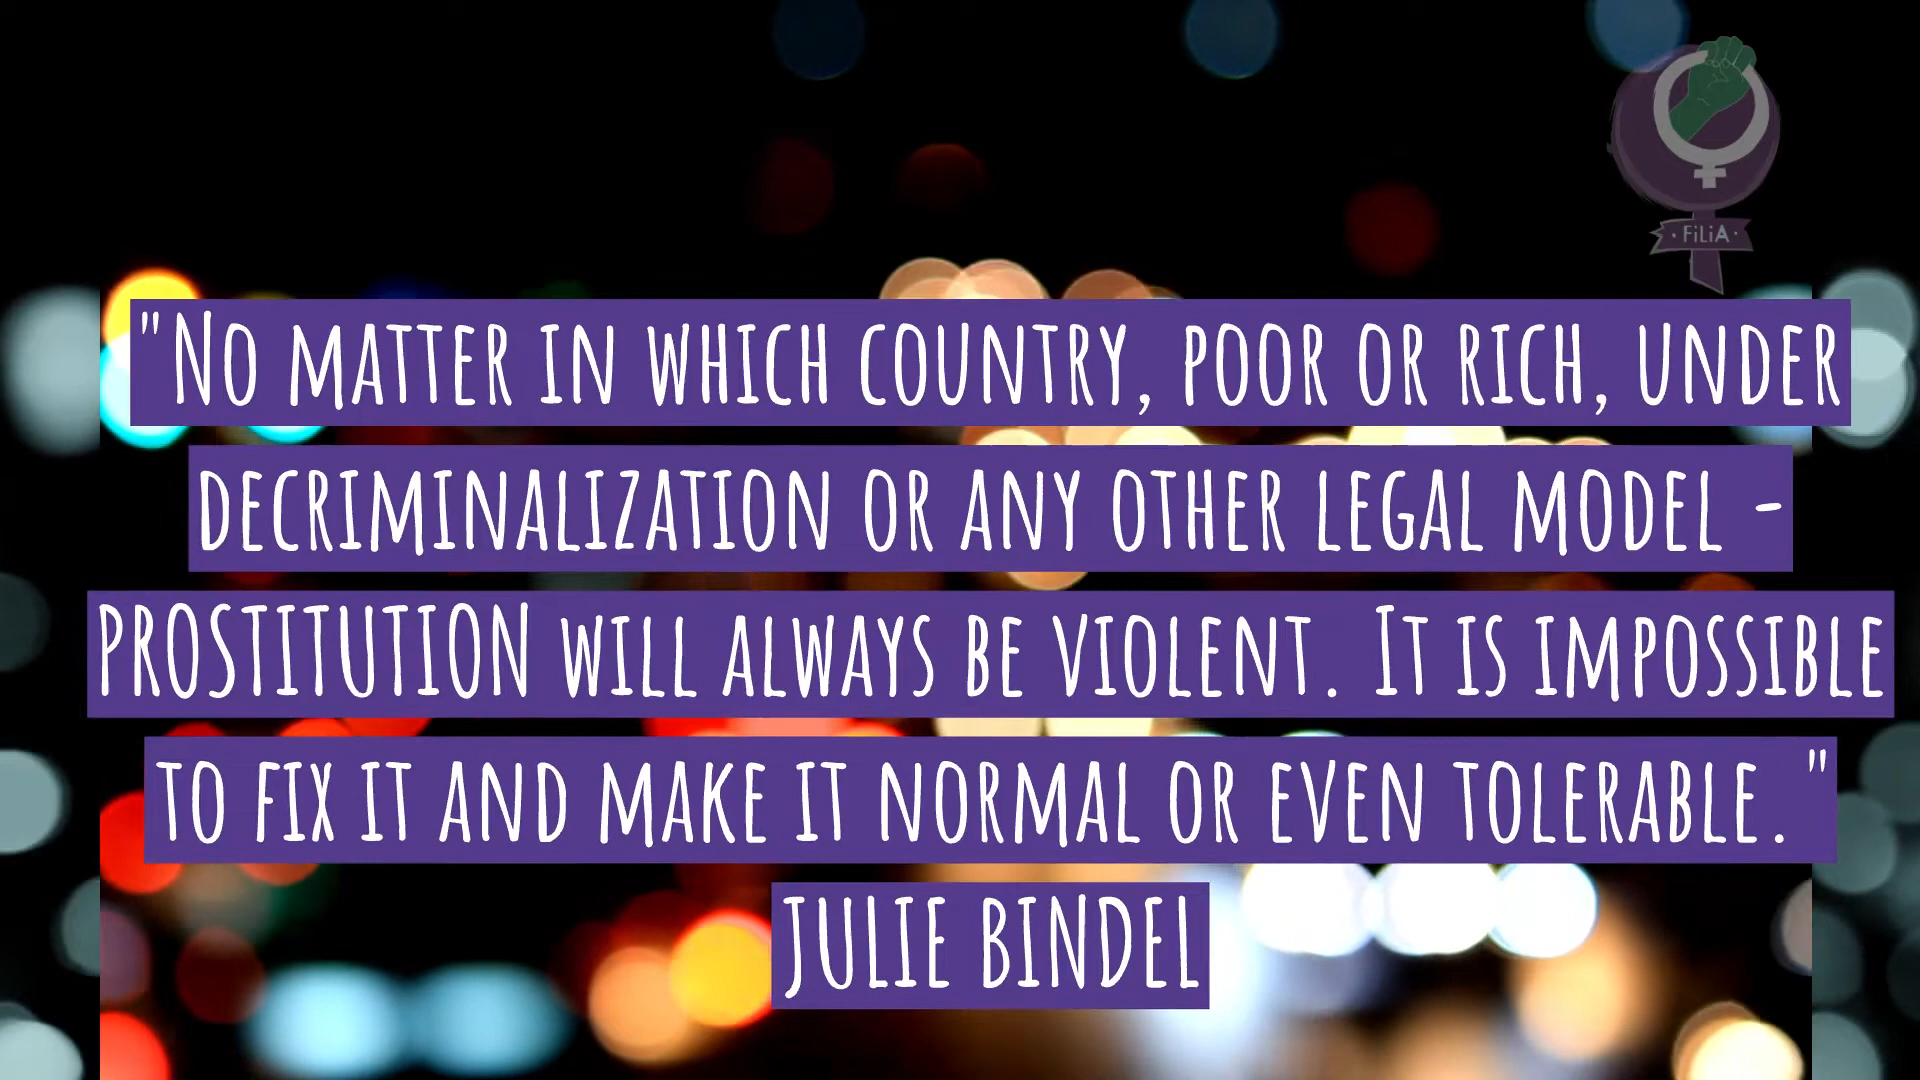 · FiLiA ·
"No matter in which country, poor or rich, under
decriminalization or any other legal model -
PROSTITUTION will always be violent. It is impossible
to fix it and make it normal or even tolerable."
JULIE BINDEL